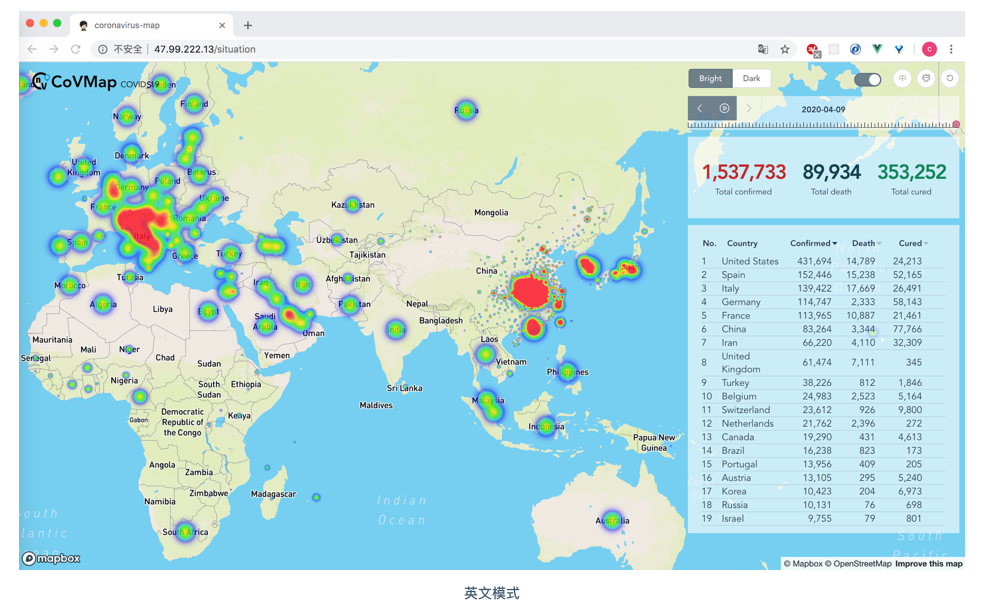 coronavirus-map
不安全 | 47.99.222.13/situation
CoVMap COVIDS19
Bright Dark
2020-04-09
1,537,733 89,934 353,252
Total confirmed Total death Total cured
No. Country Confirmed Death Cured
1 United States 431,694 14,789 24,213
2 Spain 152,446 15,238 52,165
3 Italy 139,422 17,669 26,491
4 Germany 114,747 2,333 58,143
5 France 113,965 10,887 21,461
6 China 83,264 3,344 77,766
7 Iran 66,220 4,110 32,309
8 United Kingdom 61,474 7,111 345
9 Turkey 38,226 812 1,846
10 Belgium 24,983 2,523 5,164
11 Switzerland 23,612 926 9,800
12 Netherlands 21,762 2,396 272
13 Canada 19,290 431 4,613
14 Brazil 16,238 823 173
15 Portugal 13,956 409 205
16 Austria 13,105 295 5,240
17 Korea 10,423 204 6,973
18 Russia 10,131 76 698
19 Israel 9,755 79 801
Finland
Russia
Norway
Denmark
United
Kingdom
Belarus
Poland
Germany
Ukraine
France
Romania
Kazakhstan
Mongolia
Italy
Spain
Greece
Turkey
Uzbekistan
Tajikistan
China
Tunisia
Morocco
Afghanistan
Iraq
Iran
Algeria
Libya
Egypt
Pakistan
Nepal
Saudi
Arabia
Oman
Bangladesh
India
Mauritania
Mali
Niger
Chad
Sudan
Yemen
Laos
Vietnam
Philippines
Senegal
Nigeria
South
Sudan
Ethiopia
Sri Lanka
Maldives
Malaysia
Gabon
Democratic
Republic of
the Congo
Kenya
Indonesia
Papua New
Guinea
Angola
Zambia
Zimbabwe
Namibia
Madagascar
Indian
Ocean
South Africa
Australia
South
Pacific
mapbox
© Mapbox © OpenStreetMap Improve this map
英文模式